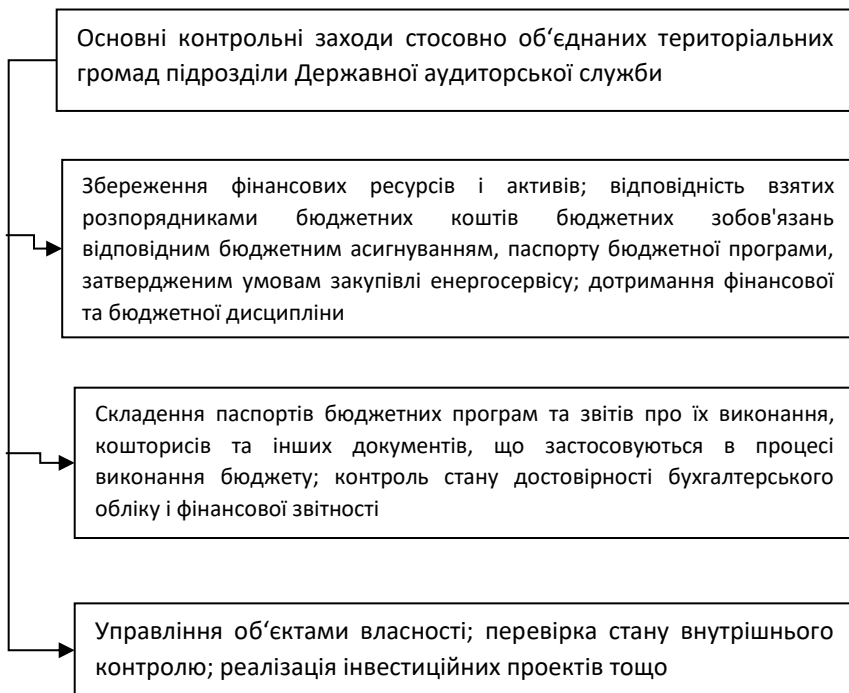 Основні контрольні заходи стосовно об‘єднаних територіальних
громад підрозділи Державної аудиторської служби
Збереження фінансових ресурсів і активів; відповідність взятих
розпорядниками бюджетних коштів бюджетних зобов'язань
відповідним бюджетним асигнуванням, паспорту бюджетної програми,
затвердженим умовам закупівлі енергосервісу; дотримання фінансової
та бюджетної дисципліни
Складення паспортів бюджетних програм та звітів про їх виконання,
кошторисів та інших документів, що застосовуються в процесі
виконання бюджету; контроль стану достовірності бухгалтерського
обліку і фінансової звітності
Управління об‘єктами власності; перевірка стану внутрішнього
контролю; реалізація інвестиційних проектів тощо